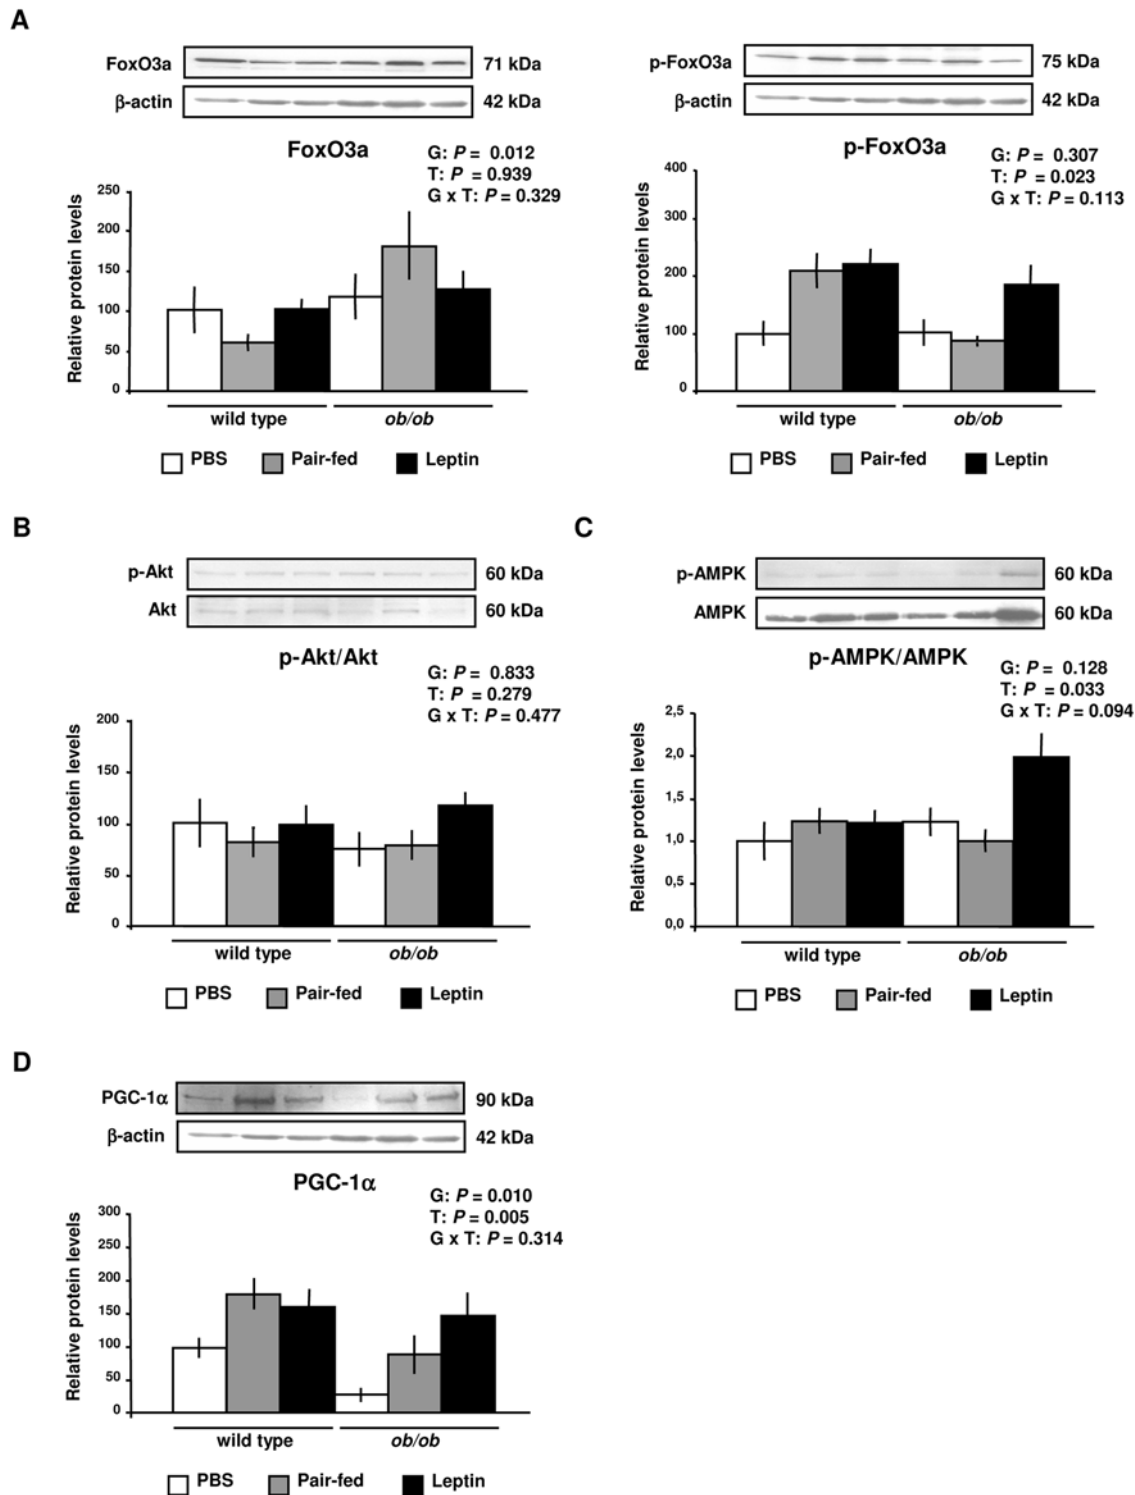 A
FoxO3a 71 kDa
β-actin 42 kDa
FoxO3a
G: P = 0.012
T: P = 0.939
G x T: P = 0.329
Relative protein levels
250
200
150
100
50
0
wild type ob/ob
PBS Pair-fed Leptin
p-FoxO3a 75 kDa
β-actin 42 kDa
p-FoxO3a
G: P = 0.307
T: P = 0.023
G x T: P = 0.113
Relative protein levels
400
300
200
100
0
wild type ob/ob
PBS Pair-fed Leptin
B
p-Akt 60 kDa
Akt 60 kDa
p-Akt/Akt
G: P = 0.833
T: P = 0.279
G x T: P = 0.477
Relative protein levels
200
150
100
50
0
wild type ob/ob
PBS Pair-fed Leptin
C
p-AMPK 60 kDa
AMPK 60 kDa
p-AMPK/AMPK
G: P = 0.128
T: P = 0.033
G x T: P = 0.094
Relative protein levels
2,5
2,0
1,5
1,0
0,5
0,0
wild type ob/ob
PBS Pair-fed Leptin
D
PGC-1α 90 kDa
β-actin 42 kDa
PGC-1α
G: P = 0.010
T: P = 0.005
G x T: P = 0.314
Relative protein levels
300
250
200
150
100
50
0
wild type ob/ob
PBS Pair-fed Leptin